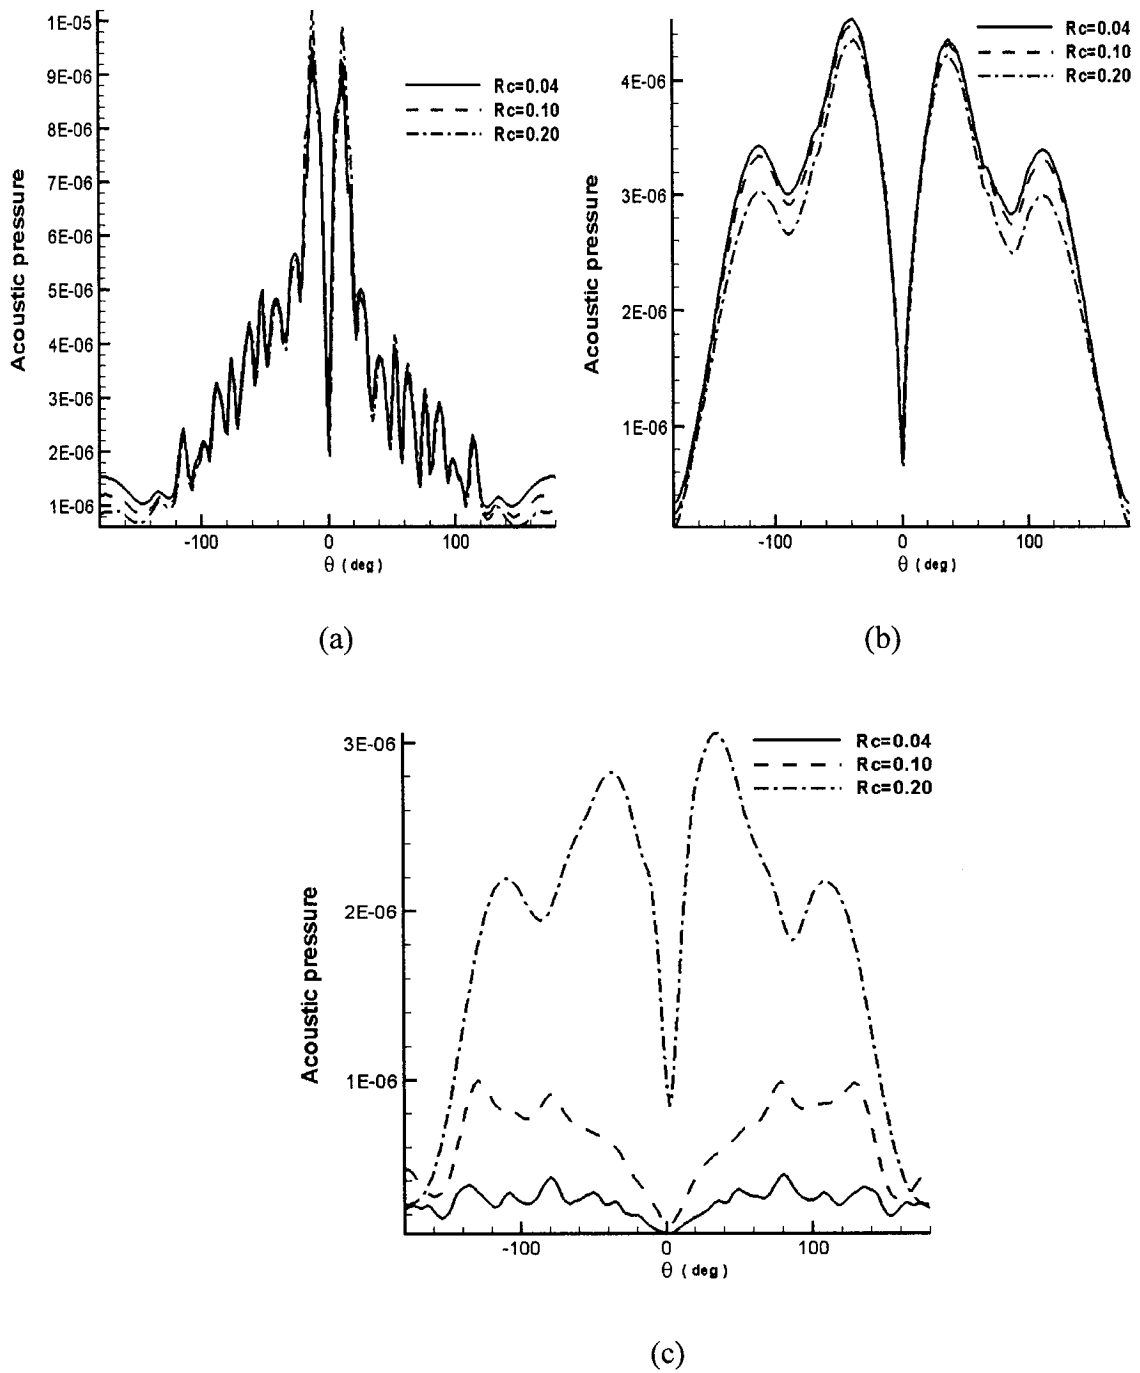 1E-05
9E-06
8E-06
7E-06
6E-06
5E-06
4E-06
3E-06
2E-06
1E-06
Acoustic pressure
Rc=0.04
Rc=0.10
Rc=0.20
-100 0 100
θ (deg)
(a)
4E-06
3E-06
2E-06
1E-06
Acoustic pressure
Rc=0.04
Rc=0.10
Rc=0.20
-100 0 100
θ (deg)
(b)
3E-06
2E-06
1E-06
Acoustic pressure
Rc=0.04
Rc=0.10
Rc=0.20
-100 0 100
θ (deg)
(c)